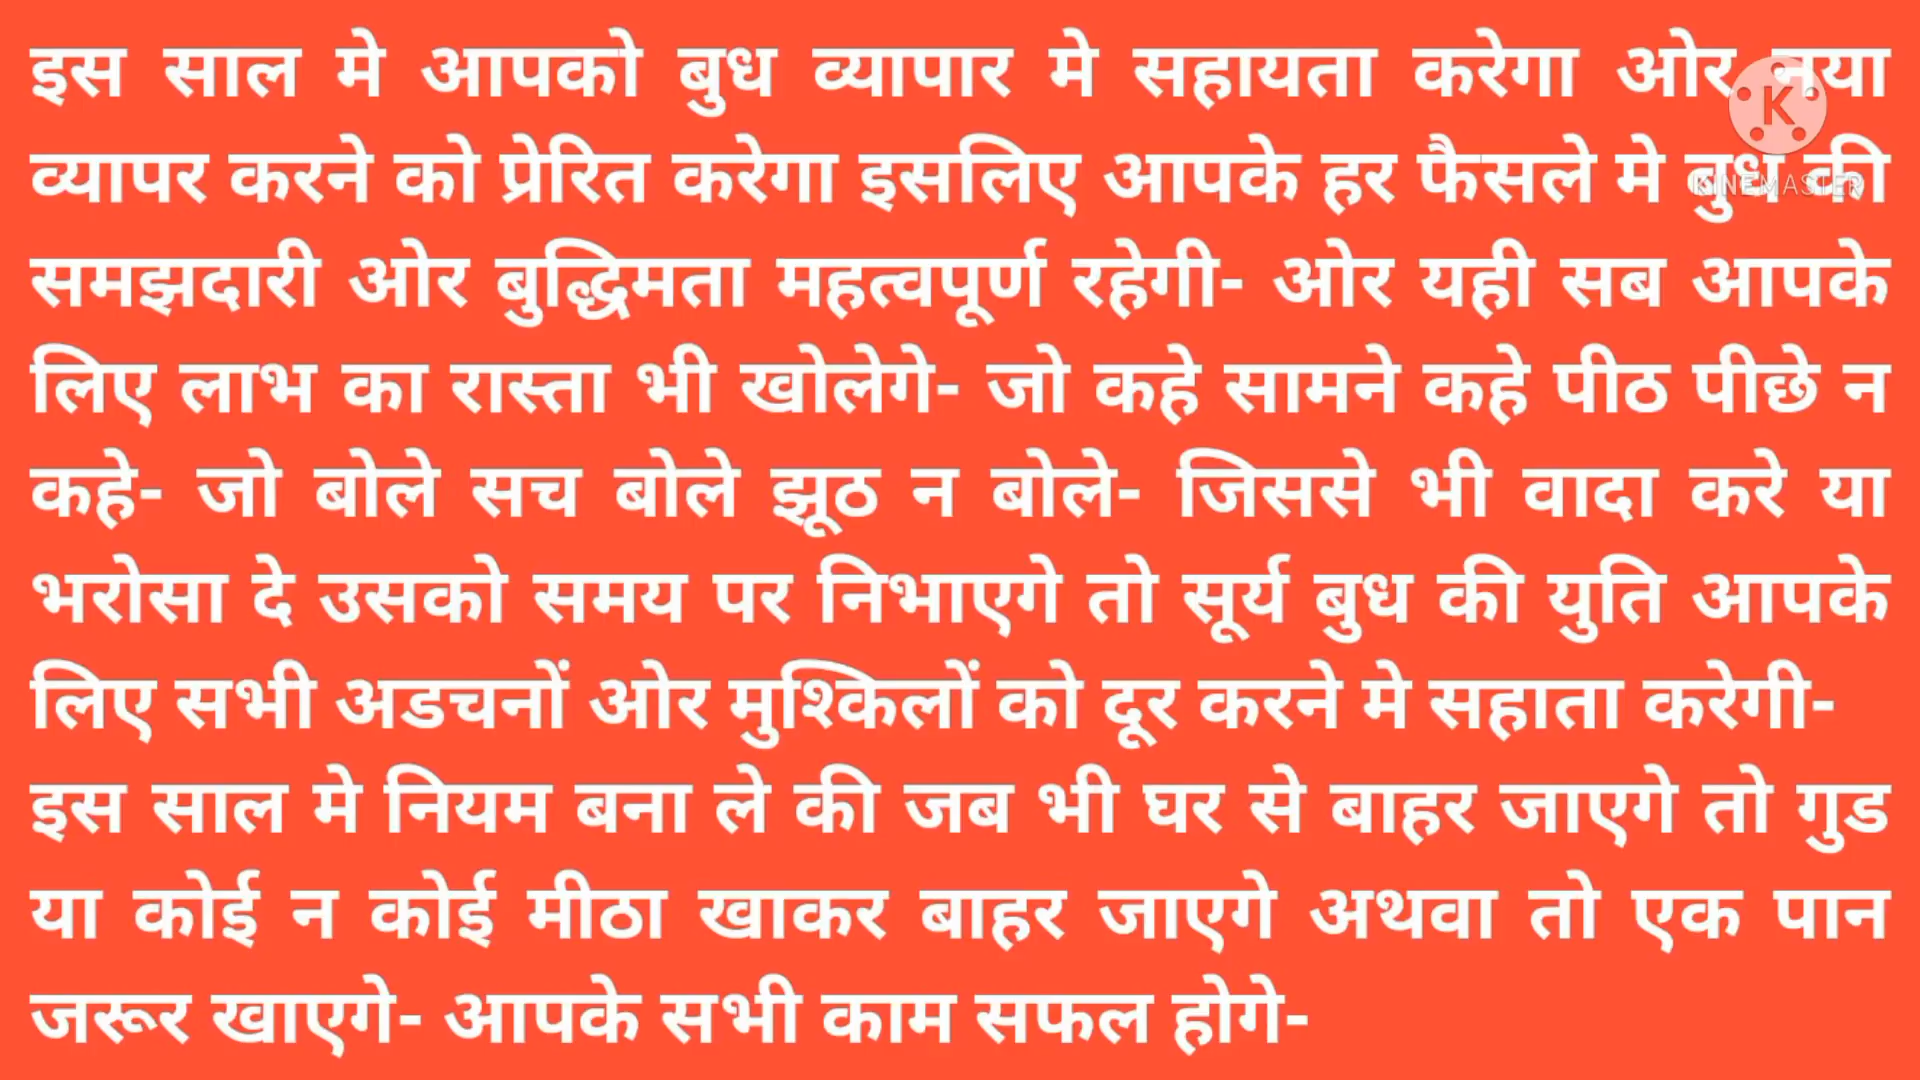 इस साल मे आपको बुध व्यापार मे सहायता करेगा ओर नया
व्यापर करने को प्रेरित करेगा इसलिए आपके हर फैसले मे बुध की
समझदारी ओर बुद्धिमता महत्वपूर्ण रहेगी- ओर यही सब आपके
लिए लाभ का रास्ता भी खोलेगे- जो कहे सामने कहे पीठ पीछे न
कहे- जो बोले सच बोले झूठ न बोले- जिससे भी वादा करे या
भरोसा दे उसको समय पर निभाएगे तो सूर्य बुध की युति आपके
लिए सभी अडचनों ओर मुश्किलों को दूर करने मे सहाता करेगी-
इस साल मे नियम बना ले की जब भी घर से बाहर जाएगे तो गुड
या कोई न कोई मीठा खाकर बाहर जाएगे अथवा तो एक पान
जरूर खाएगे- आपके सभी काम सफल होगे-
K
KINEMASTER